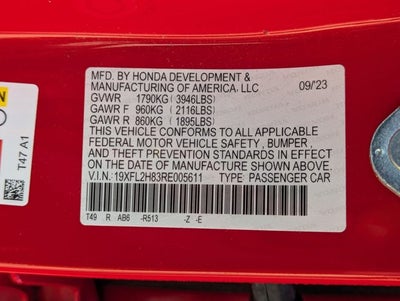 MFD. BY HONDA DEVELOPMENT &
MANUFACTURING OF AMERICA, LLC
GVWR 1790KG (3946LBS) 09/'23
GAWR F 960KG (2116LBS)
GAWR R 860KG (1895LBS)
THIS VEHICLE CONFORMS TO ALL APPLICABLE
FEDERAL MOTOR VEHICLE SAFETY, BUMPER,
AND THEFT PREVENTION STANDARDS IN
EFFECT ON THE DATE OF
MANUFACTURE SHOWN ABOVE.
V.I.N.: 19XFL2H83RE005611 TYPE: PASSENGER CAR
T49 R AB6 -R513 -Z -E
T47 A1